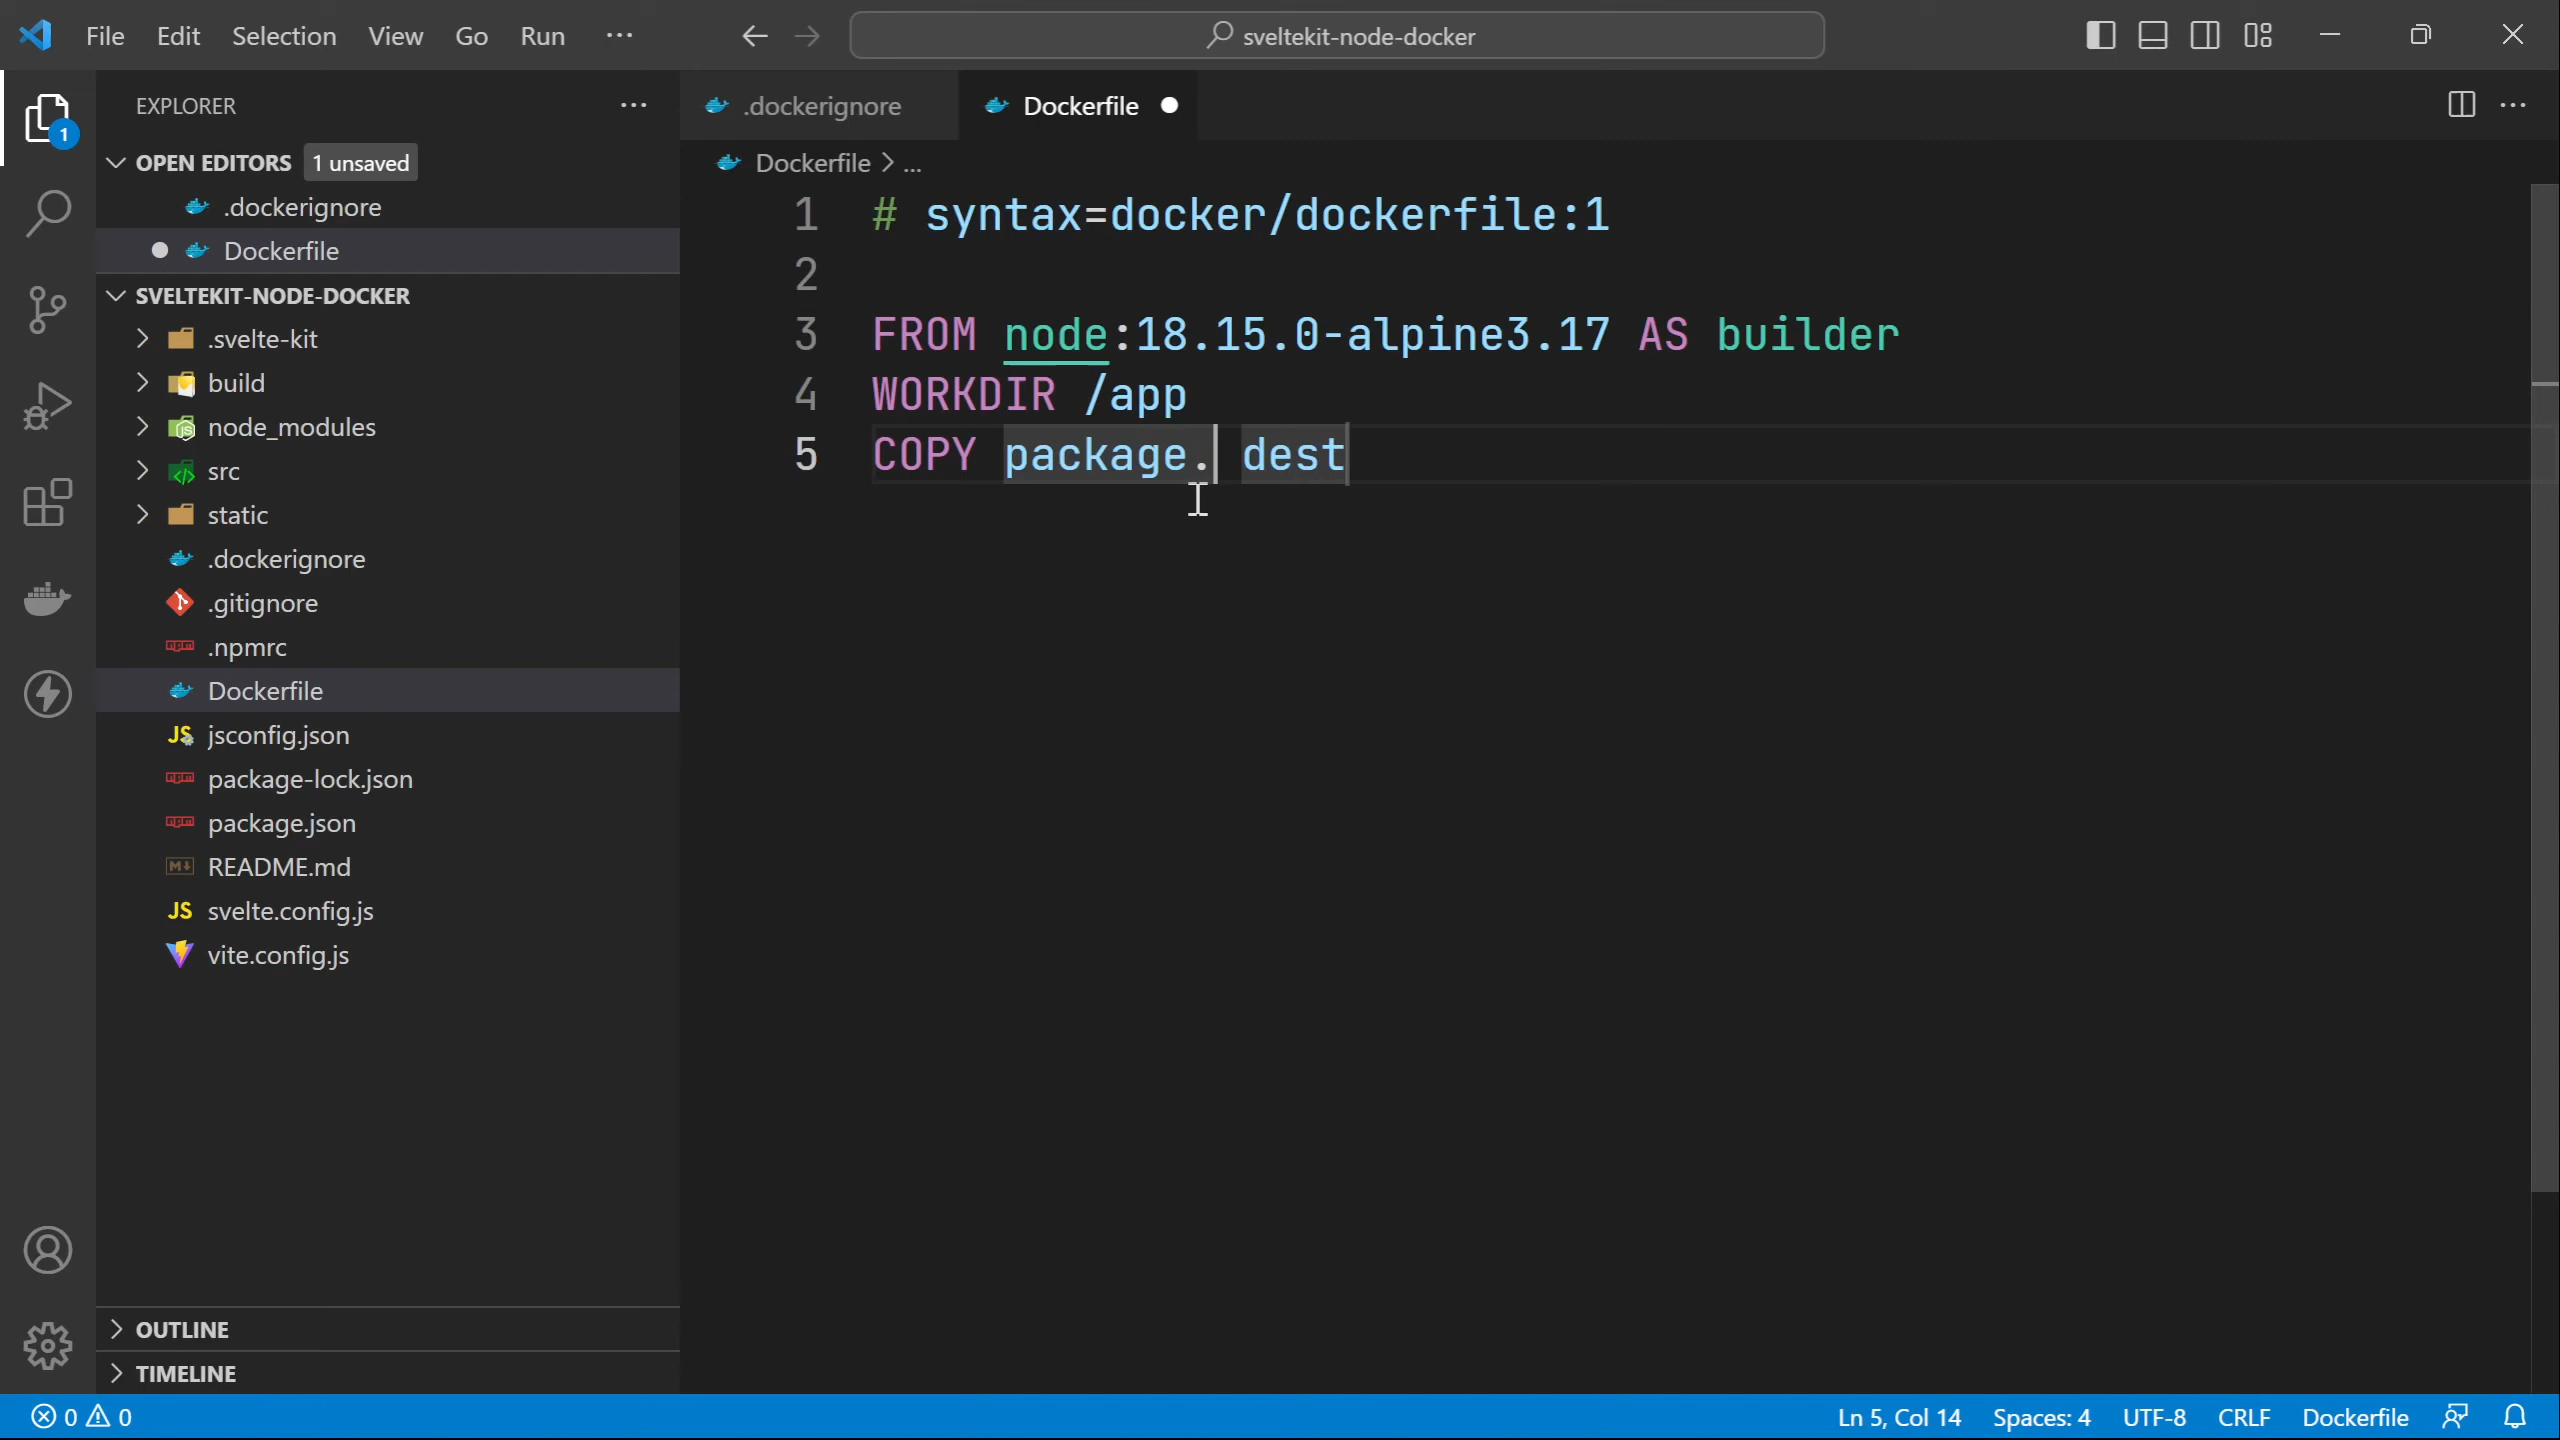 File Edit Selection View Go Run ···
sveltekit-node-docker
EXPLORER
OPEN EDITORS 1 unsaved
.dockerignore
Dockerfile
SVELTEKIT-NODE-DOCKER
.svelte-kit
build
node_modules
src
static
.dockerignore
.gitignore
.npmrc
Dockerfile
jsconfig.json
package-lock.json
package.json
README.md
svelte.config.js
vite.config.js
OUTLINE
TIMELINE
.dockerignore Dockerfile
Dockerfile > ...
1 # syntax=docker/dockerfile:1
2
3 FROM node:18.15.0-alpine3.17 AS builder
4 WORKDIR /app
5 COPY package. dest
1
0 0
Ln 5, Col 14 Spaces: 4 UTF-8 CRLF Dockerfile